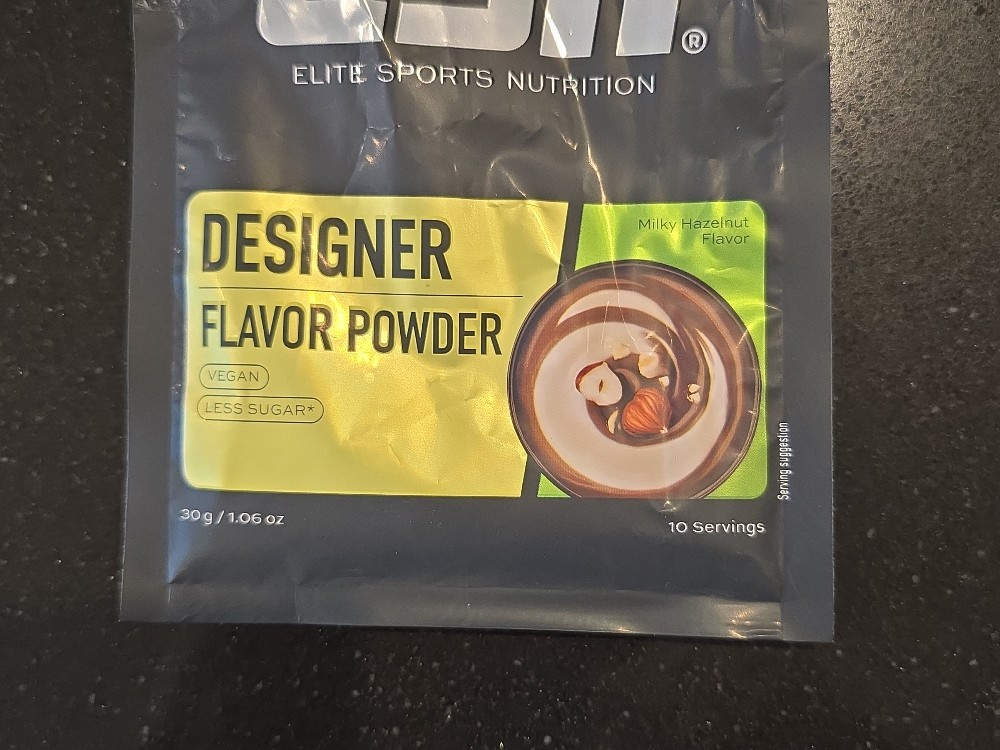 esn®
ELITE SPORTS NUTRITION
DESIGNER
FLAVOR POWDER
VEGAN
LESS SUGAR*
Milky Hazelnut
Flavor
Serving suggestion
30 g / 1.06 oz
10 Servings